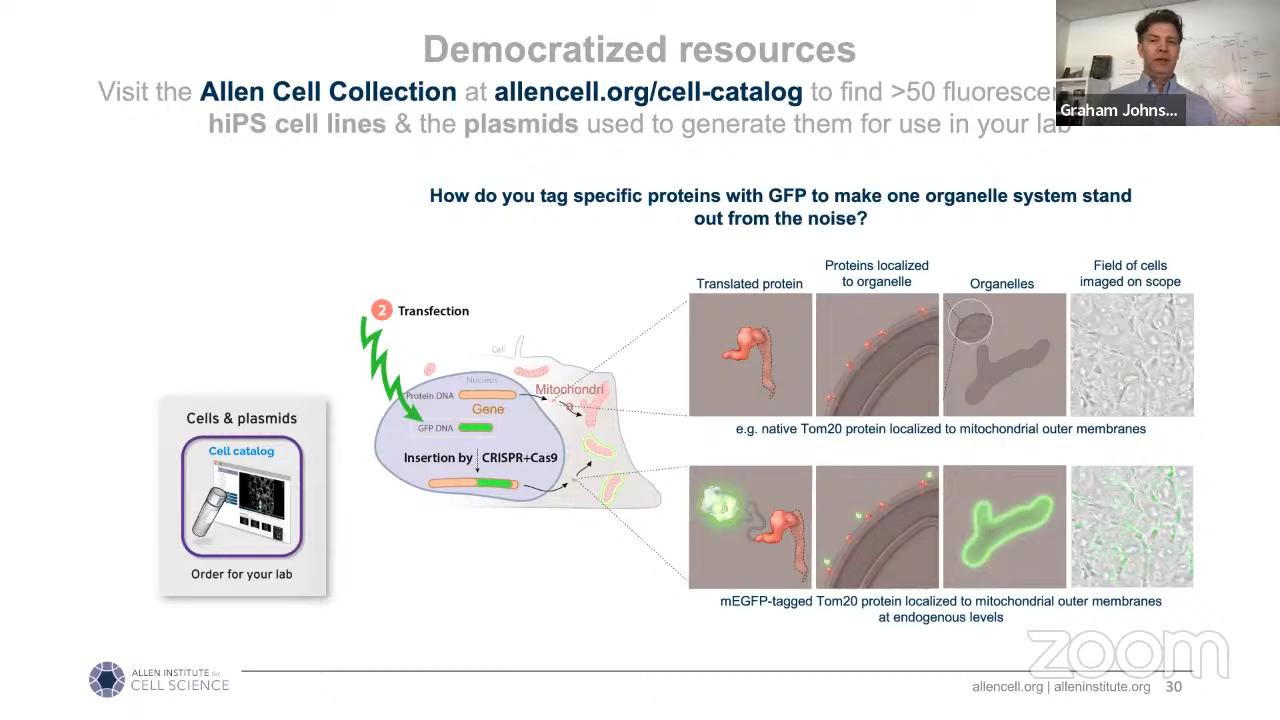 Democratized resources
Visit the Allen Cell Collection at allencell.org/cell-catalog to find >50 fluorescen
hiPS cell lines & the plasmids used to generate them for use in your lab
Graham Johns...
How do you tag specific proteins with GFP to make one organelle system stand
out from the noise?
Translated protein
Proteins localized
to organelle
Organelles
Field of cells
imaged on scope
2 Transfection
Cell
Nucleus
Protein DNA
Gene
Mitochondri
a
GFP DNA
Insertion by CRISPR+Cas9
e.g. native Tom20 protein localized to mitochondrial outer membranes
Cells & plasmids
Cell catalog
Order for your lab
mEGFP-tagged Tom20 protein localized to mitochondrial outer membranes
at endogenous levels
zoom
ALLEN INSTITUTE for
CELL SCIENCE
allencell.org | alleninstitute.org 30